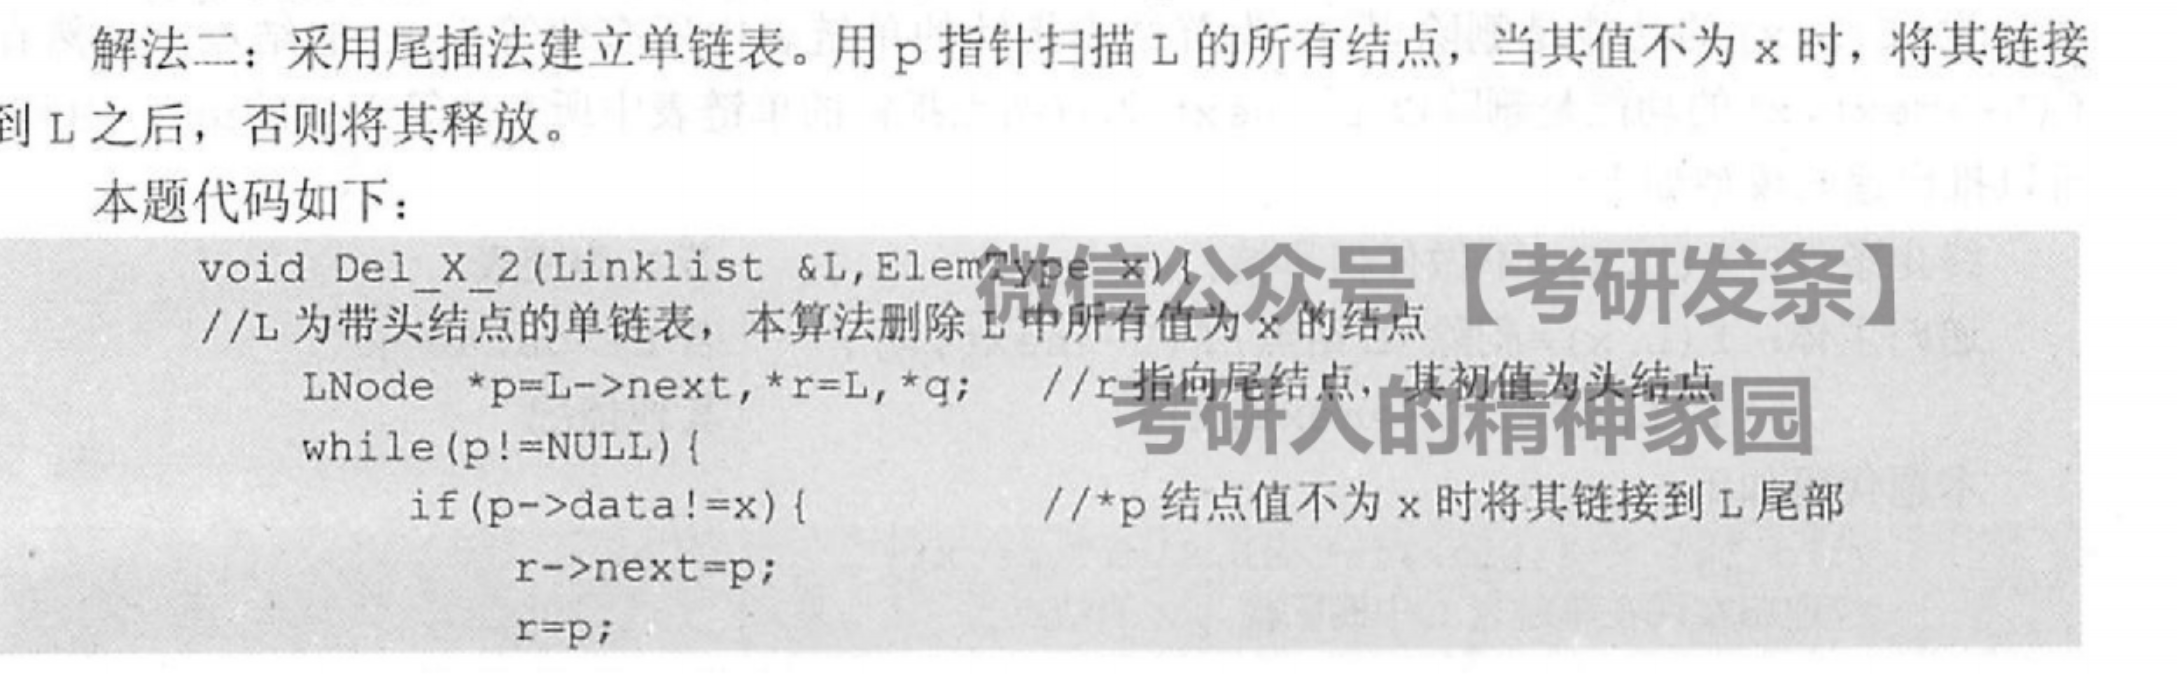 解法二：采用尾插法建立单链表。用 p 指针扫描 L 的所有结点，当其值不为 x 时，将其链接
到 L 之后，否则将其释放。
本题代码如下：
void Del_X_2(Linklist &L,ElemType x){
//L 为带头结点的单链表，本算法删除 L 中所有值为 x 的结点
LNode *p=L->next,*r=L,*q; //r 指向尾结点，其初值为头结点
while(p!=NULL){
if(p->data!=x){ //*p 结点值不为 x 时将其链接到 L 尾部
r->next=p;
r=p;
微信公众号【考研发条】
考研人的精神家园